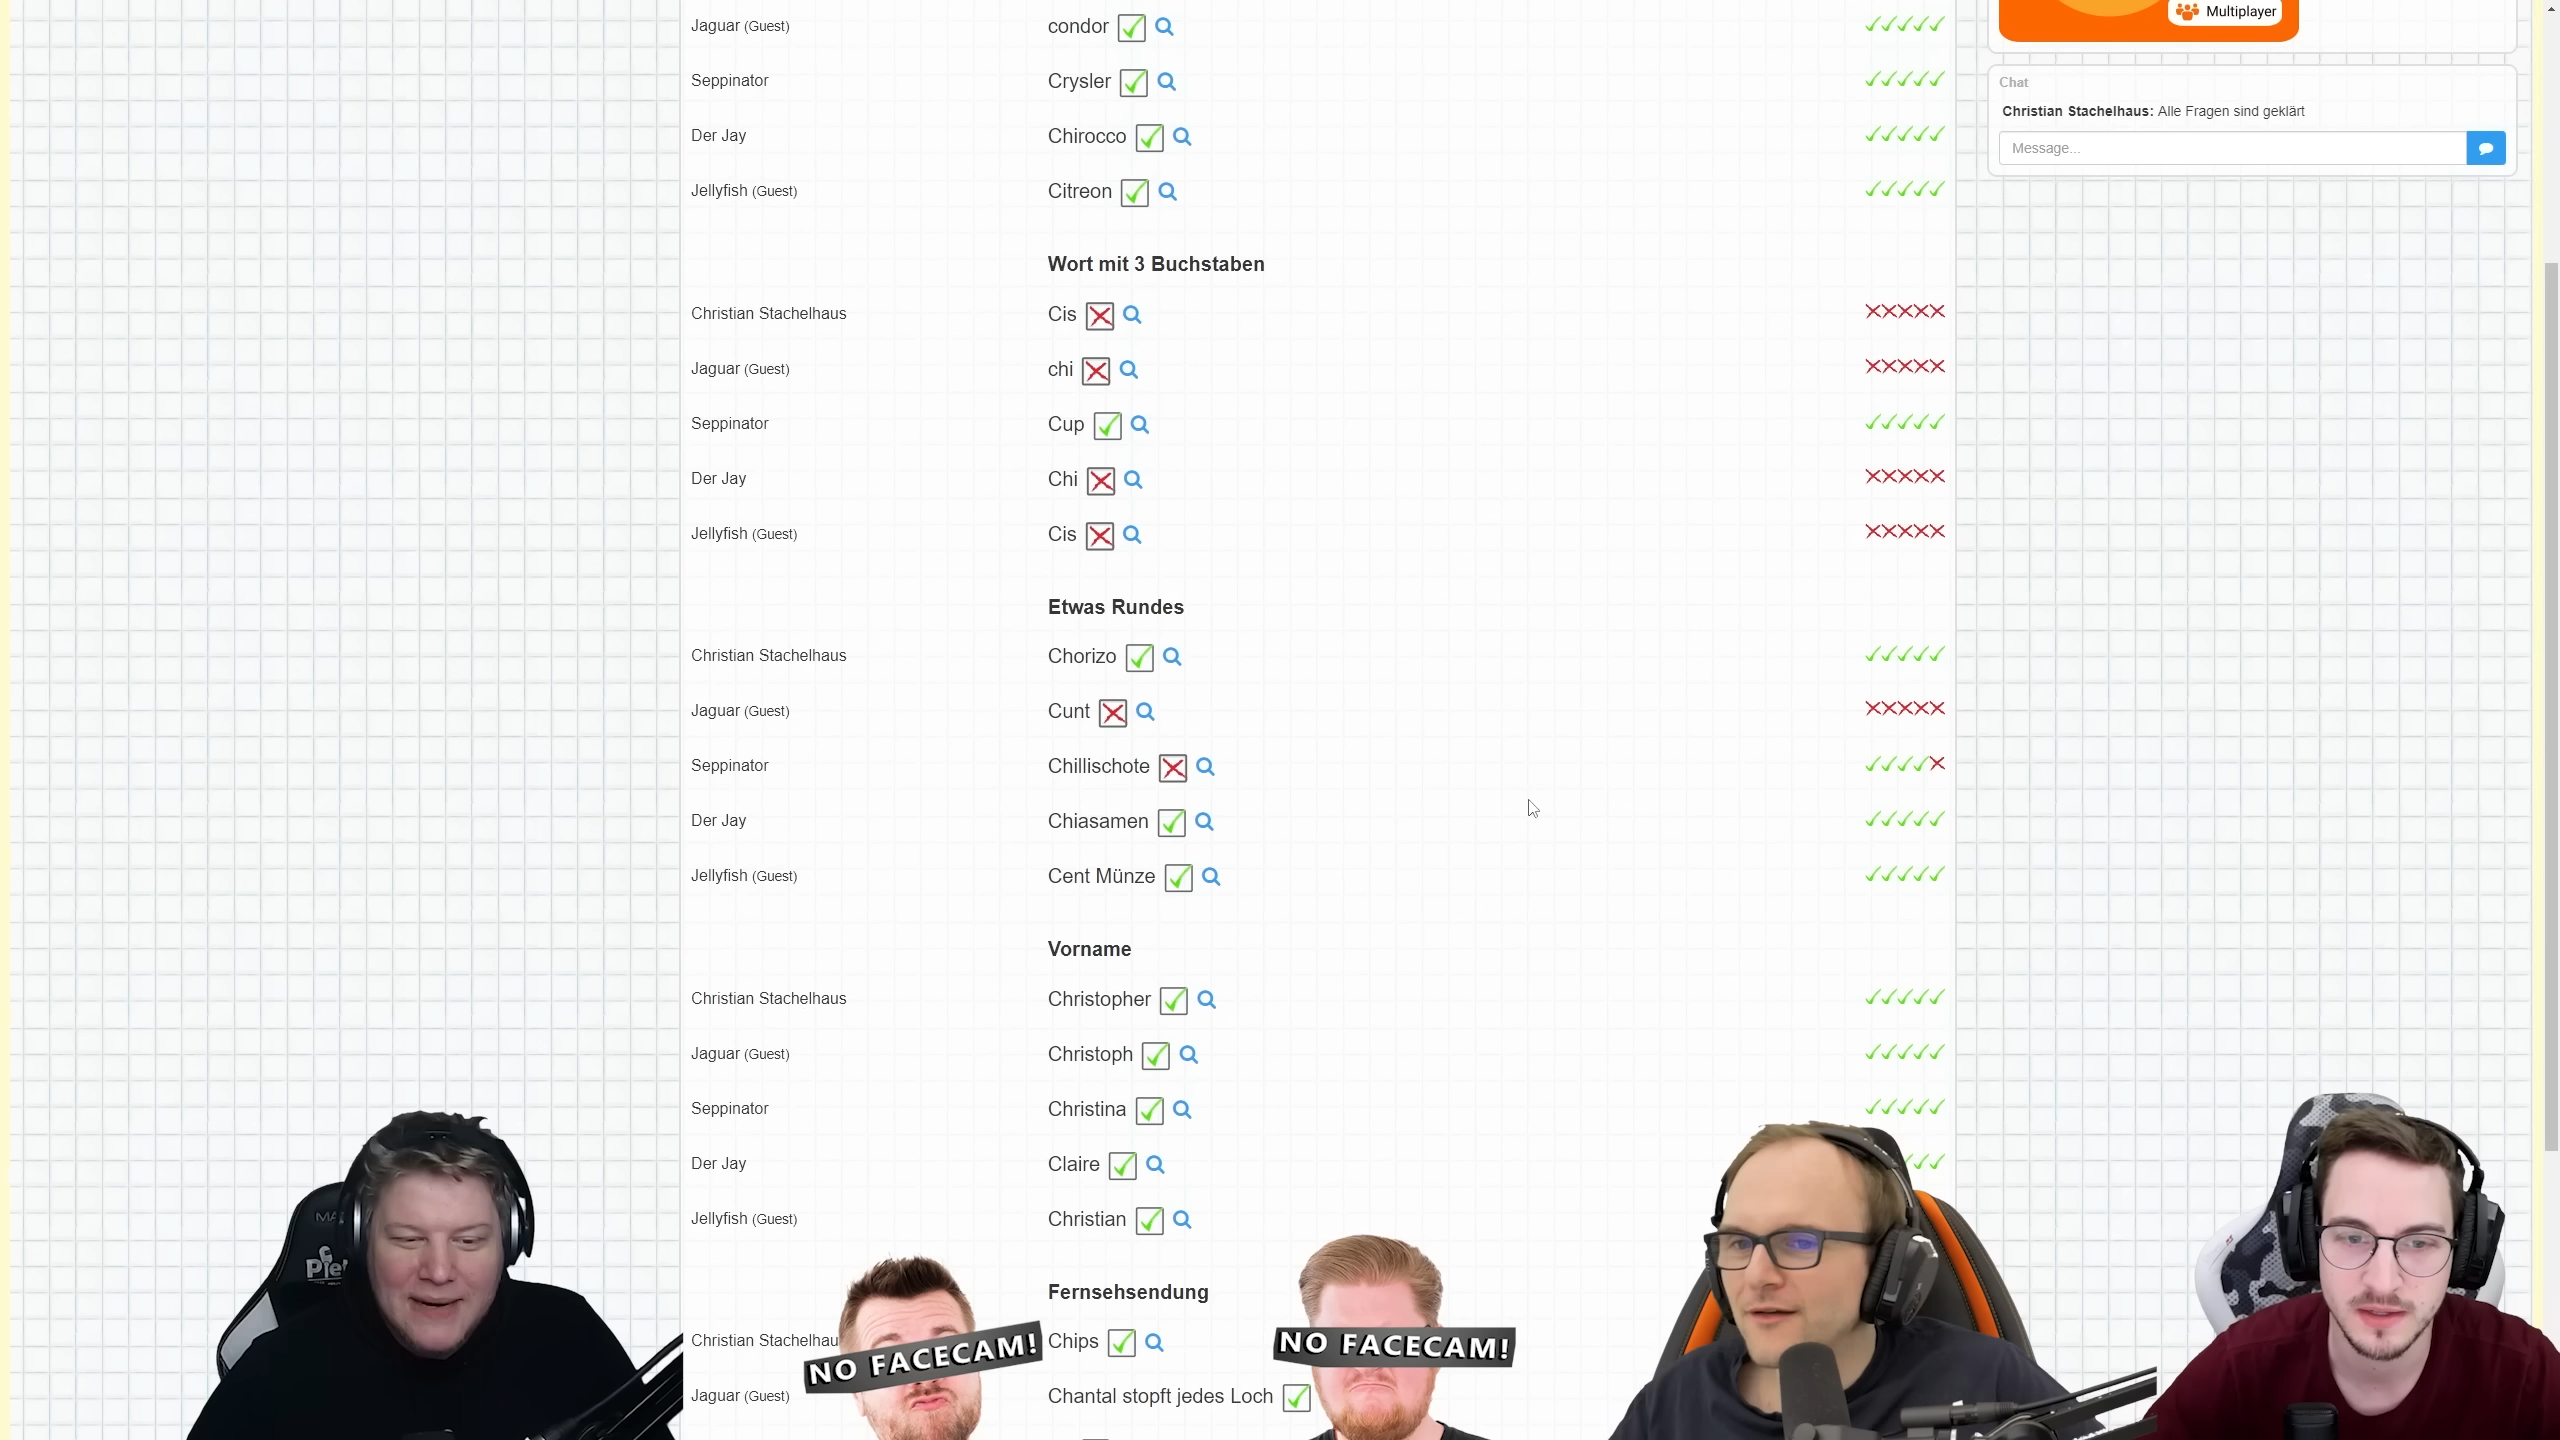 Jaguar (Guest) condor
Multiplayer
Seppinator Crysler
Chat
Christian Stachelhaus: Alle Fragen sind geklärt
Der Jay Chirocco
Message...
Jellyfish (Guest) Citreon
Wort mit 3 Buchstaben
Christian Stachelhaus Cis
Jaguar (Guest) chi
Seppinator Cup
Der Jay Chi
Jellyfish (Guest) Cis
Etwas Rundes
Christian Stachelhaus Chorizo
Jaguar (Guest) Cunt
Seppinator Chillischote
Der Jay Chiasamen
Jellyfish (Guest) Cent Münze
Vorname
Christian Stachelhaus Christopher
Jaguar (Guest) Christoph
Seppinator Christina
Der Jay Claire
Jellyfish (Guest) Christian
Fernsehsendung
Christian Stachelhau Chips
NO FACECAM!
NO FACECAM!
Jaguar (Guest) Chantal stopft jedes Loch